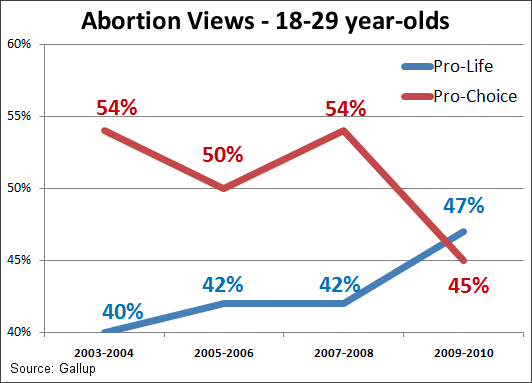 Abortion Views - 18-29 year-olds
60%
Pro-Life
Pro-Choice
54%
54%
55%
50%
50%
47%
45%
42%
42%
45%
40%
40%
2003-2004 2005-2006 2007-2008 2009-2010
Source: Gallup